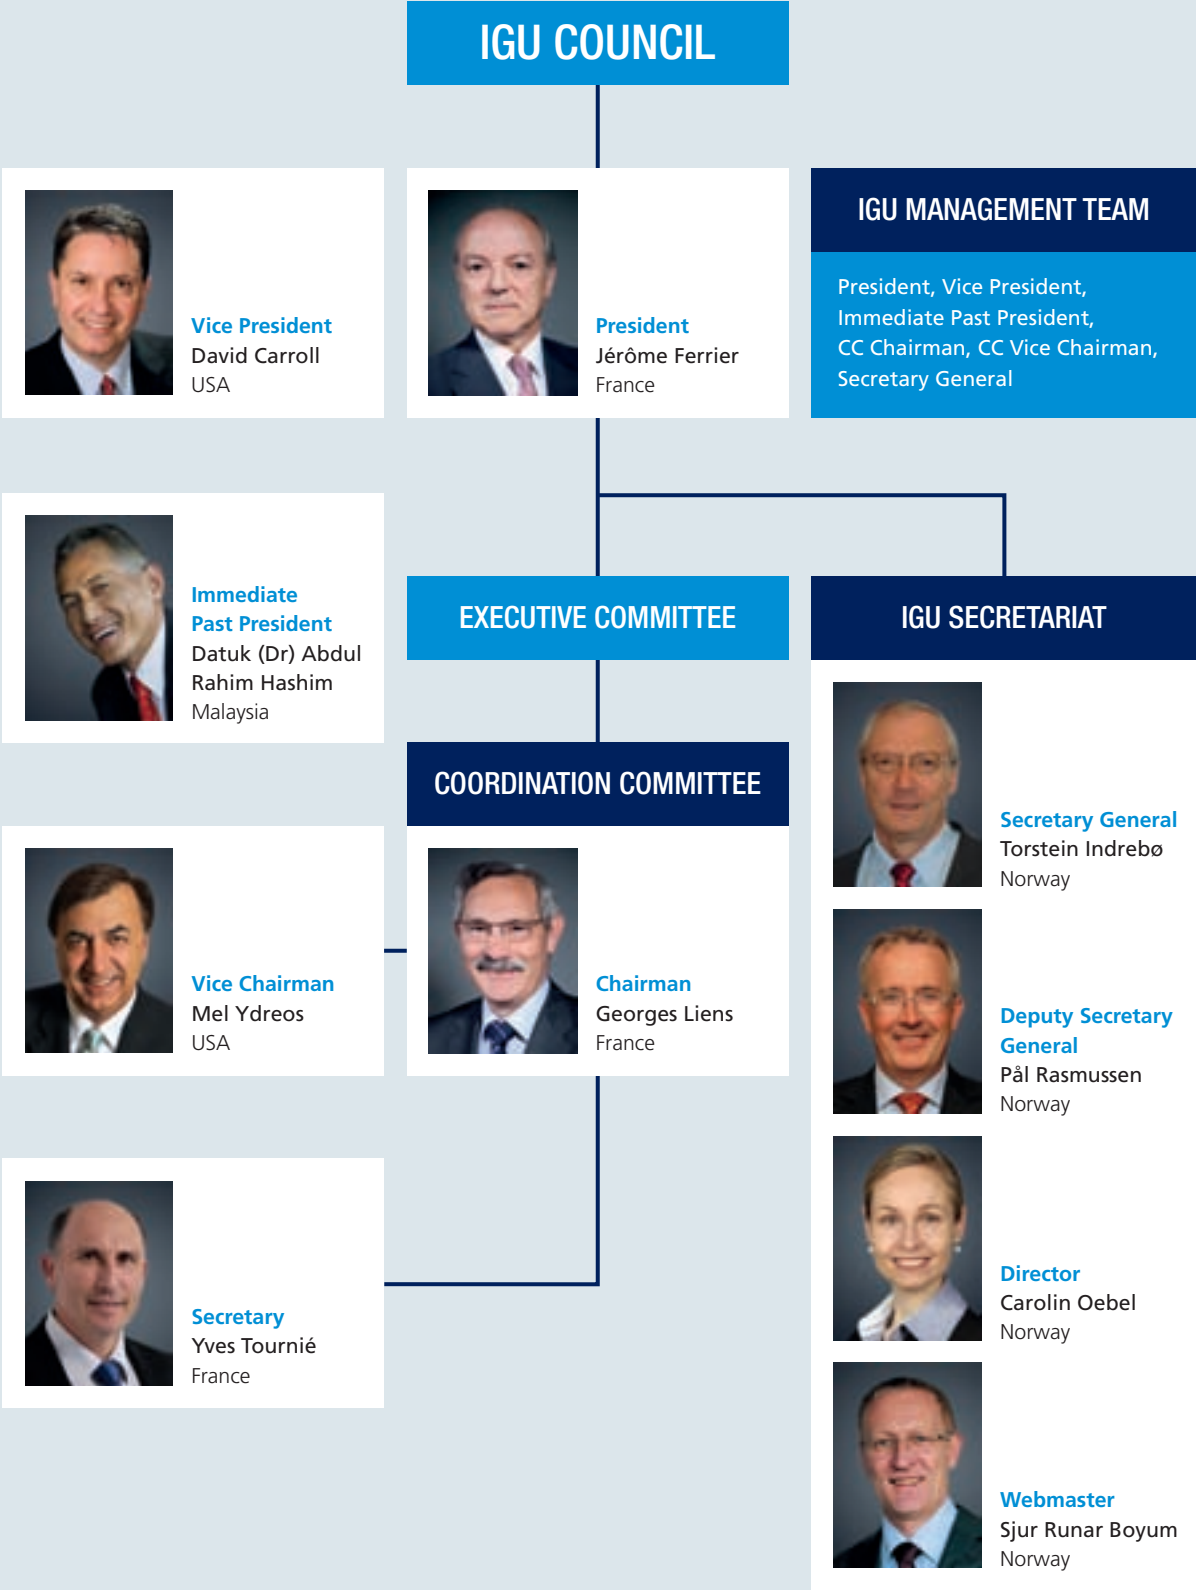 IGU COUNCIL
Vice President
David Carroll
USA
President
Jérôme Ferrier
France
IGU MANAGEMENT TEAM
President, Vice President,
Immediate Past President,
CC Chairman, CC Vice Chairman,
Secretary General
Immediate
Past President
Datuk (Dr) Abdul
Rahim Hashim
Malaysia
EXECUTIVE COMMITTEE
COORDINATION COMMITTEE
Vice Chairman
Mel Ydreos
USA
Chairman
Georges Liens
France
Secretary
Yves Tournié
France
IGU SECRETARIAT
Secretary General
Torstein Indrebø
Norway
Deputy Secretary
General
Pål Rasmussen
Norway
Director
Carolin Oebel
Norway
Webmaster
Sjur Runar Boyum
Norway